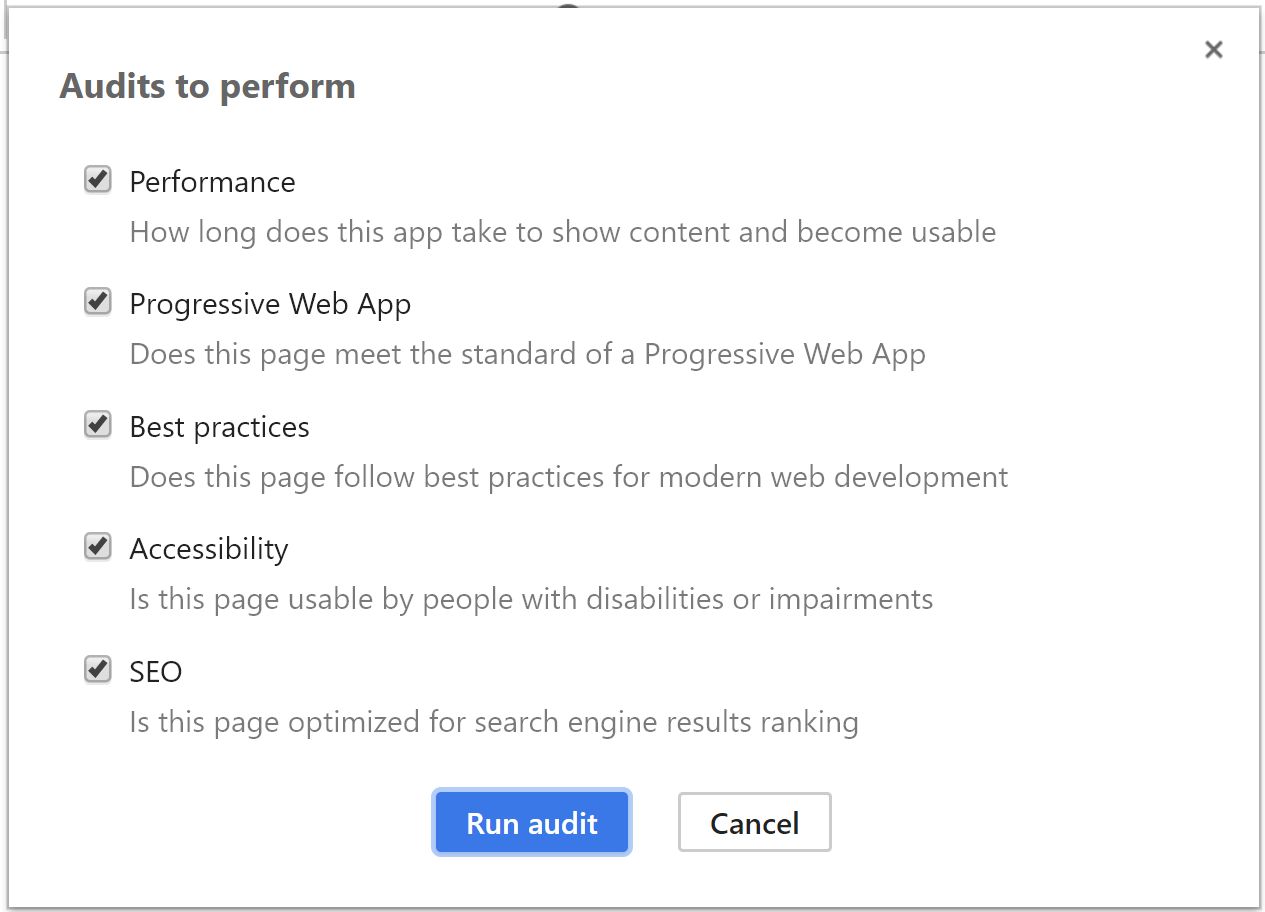 Audits to perform
Performance
How long does this app take to show content and become usable
Progressive Web App
Does this page meet the standard of a Progressive Web App
Best practices
Does this page follow best practices for modern web development
Accessibility
Is this page usable by people with disabilities or impairments
SEO
Is this page optimized for search engine results ranking
Run audit Cancel